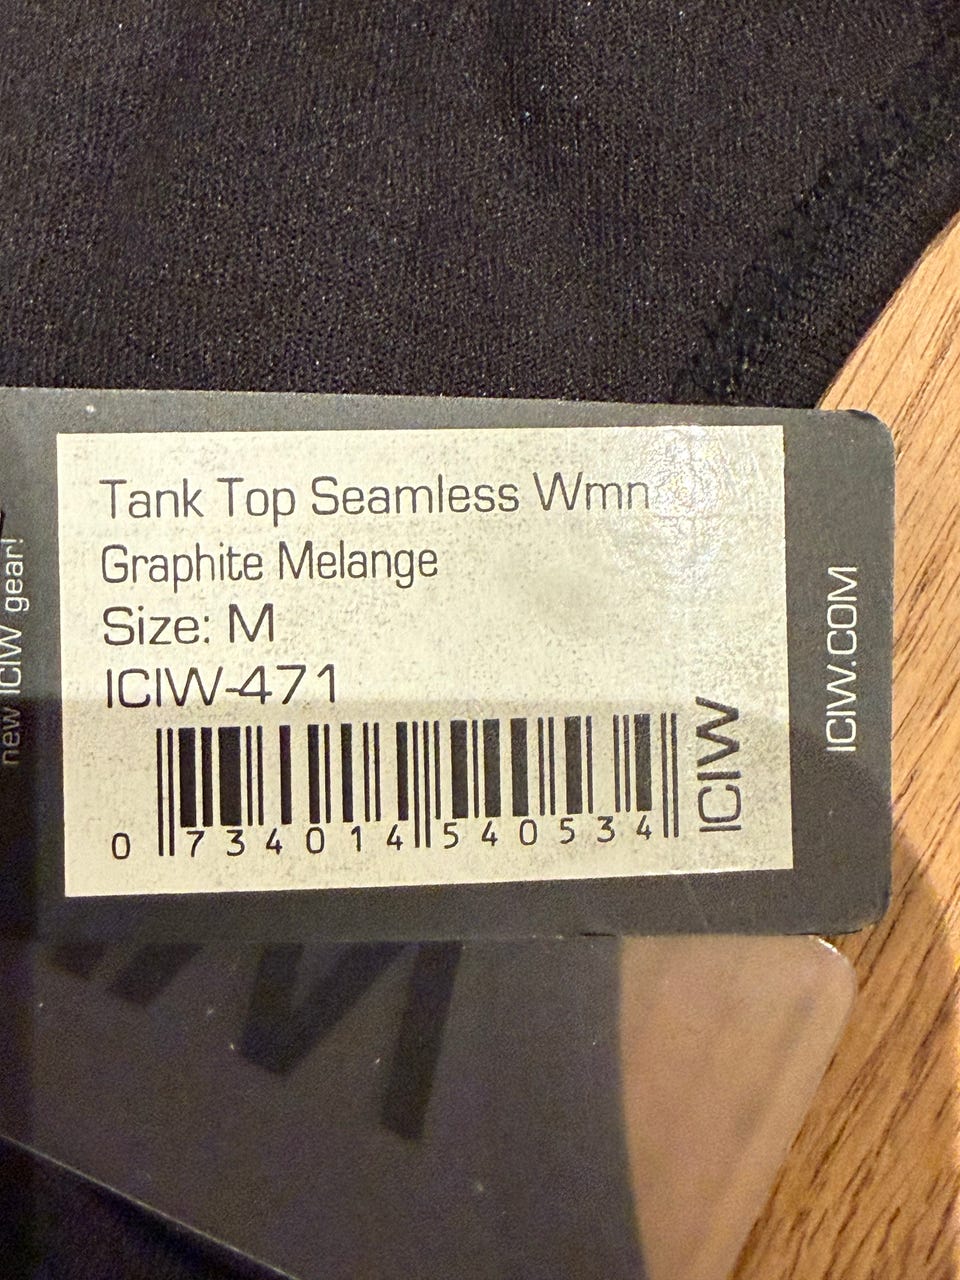 Tank Top Seamless Wmn
Graphite Melange
Size: M
ICIW-471
0 734014 540534
ICIW
ICIW.COM
new ICIW gear!